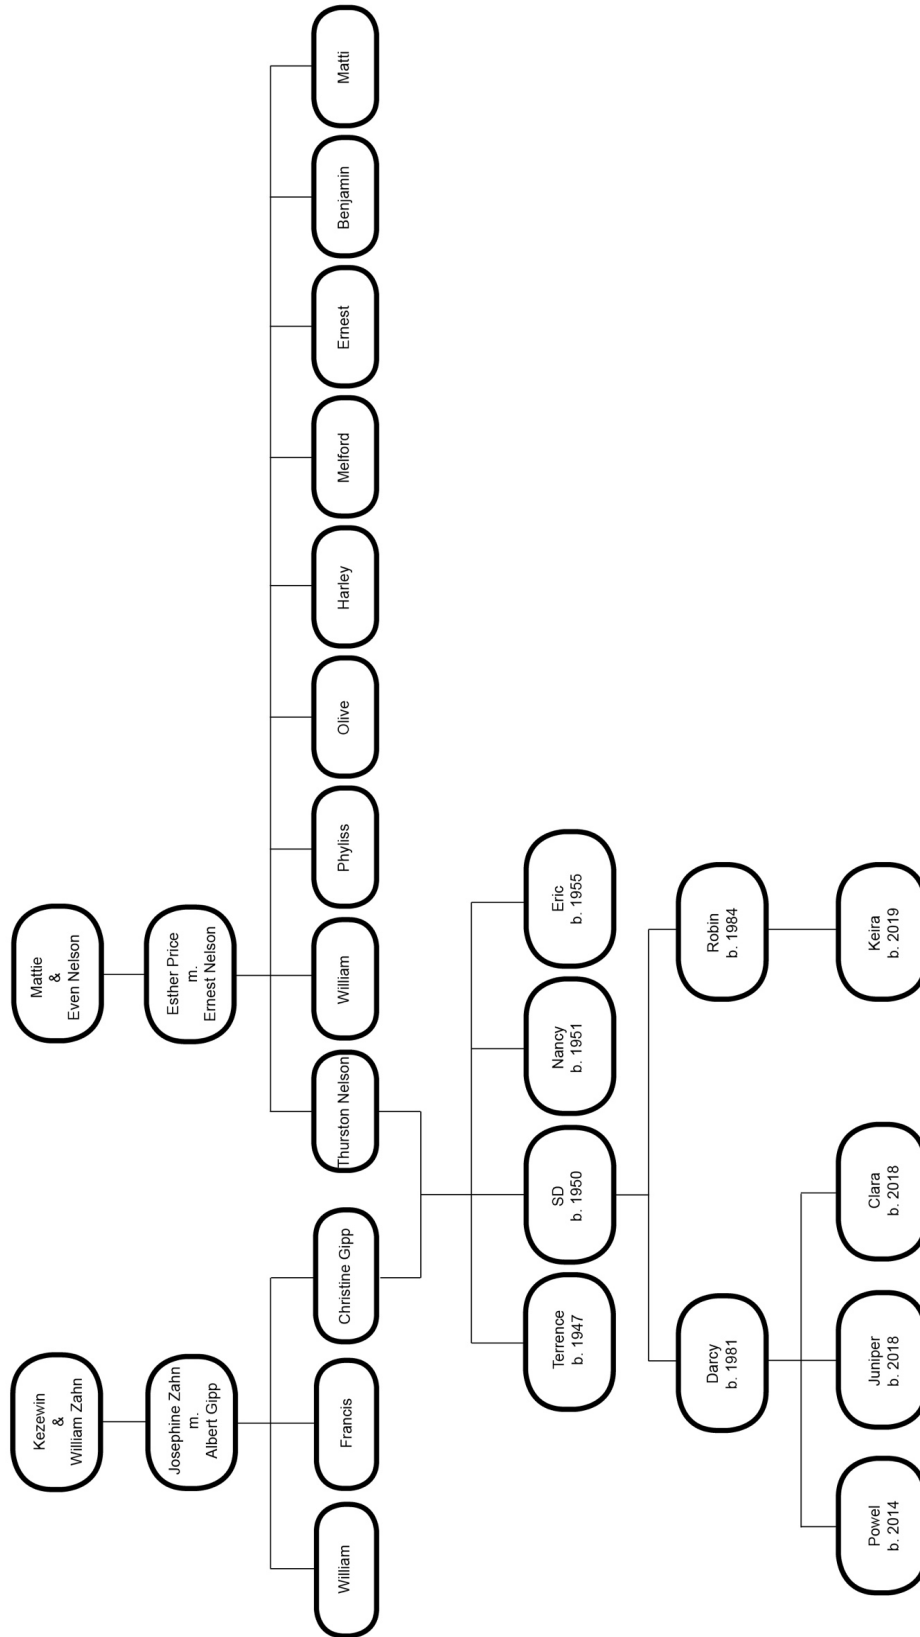 Kezewin
&
William Zahn
Mattie
&
Even Nelson
Josephine Zahn
m.
Albert Gipp
Esther Price
m.
Ernest Nelson
William
Francis
Christine Gipp
Thurston Nelson
William
Phyliss
Olive
Harley
Melford
Ernest
Benjamin
Matti
Terrence
b. 1947
SD
b. 1950
Nancy
b. 1951
Eric
b. 1955
Darcy
b. 1981
Robin
b. 1984
Powel
b. 2014
Juniper
b. 2018
Clara
b. 2018
Keira
b. 2019